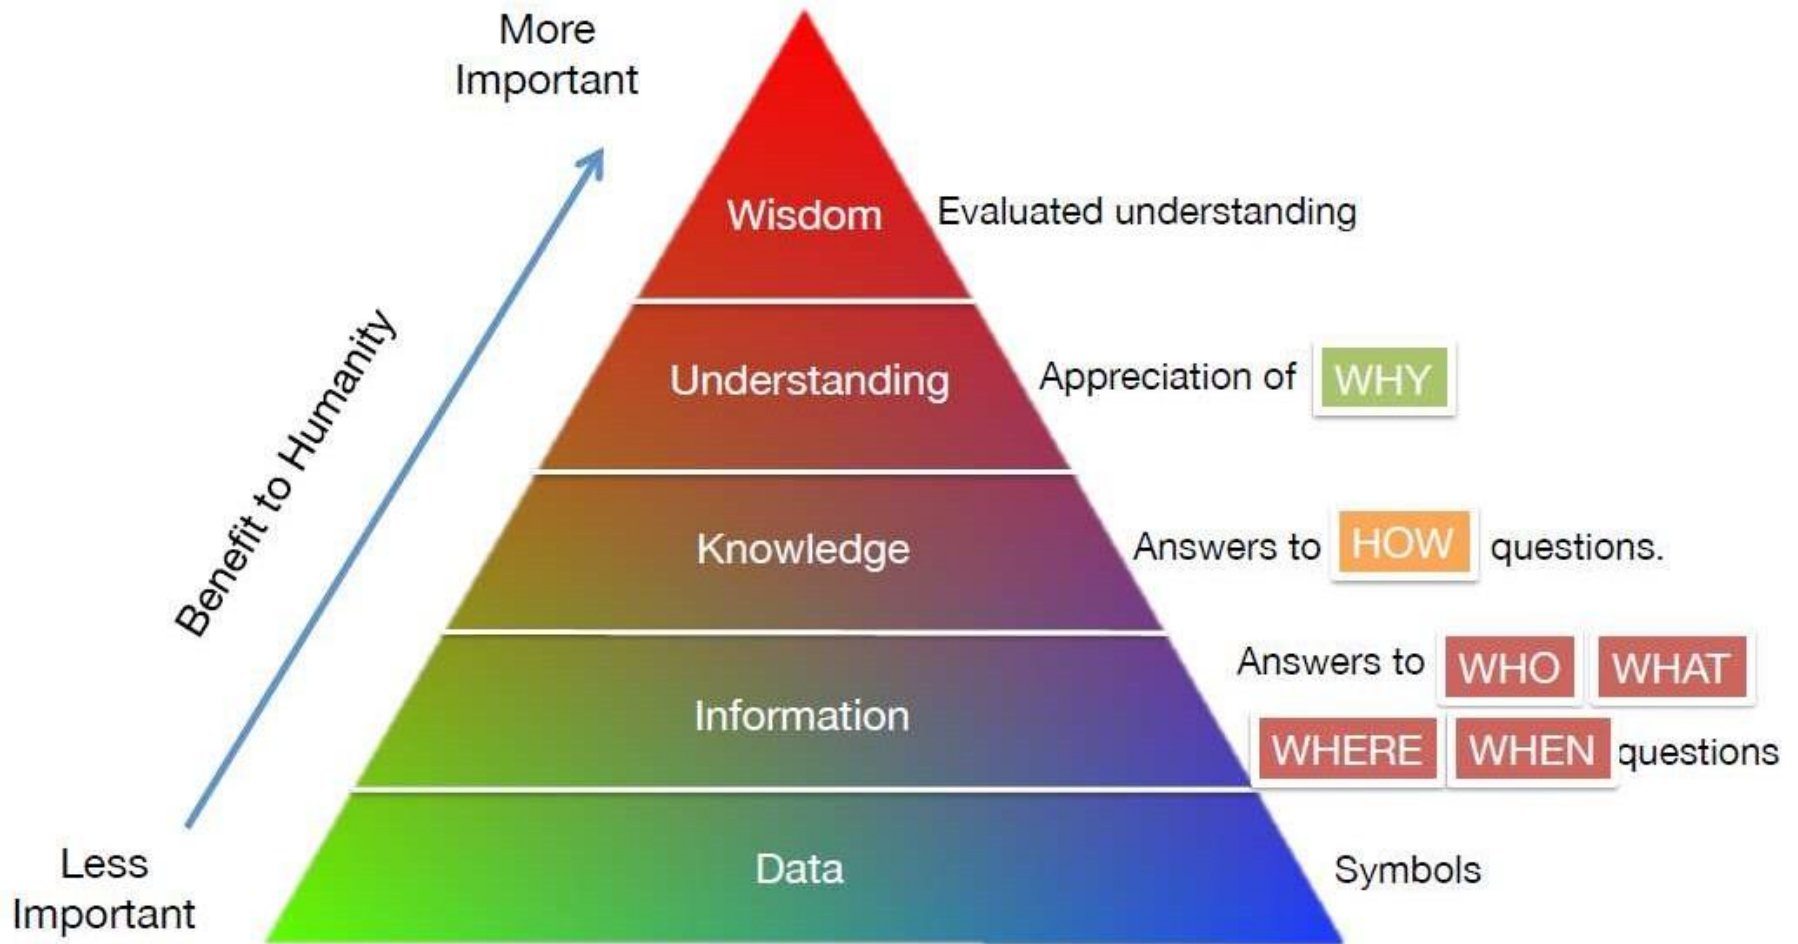 More
Important
Wisdom Evaluated understanding
Understanding Appreciation of WHY
Benefit to Humanity
Knowledge Answers to HOW questions.
Answers to WHO WHAT
Information
WHERE WHEN questions
Less
Important
Data Symbols